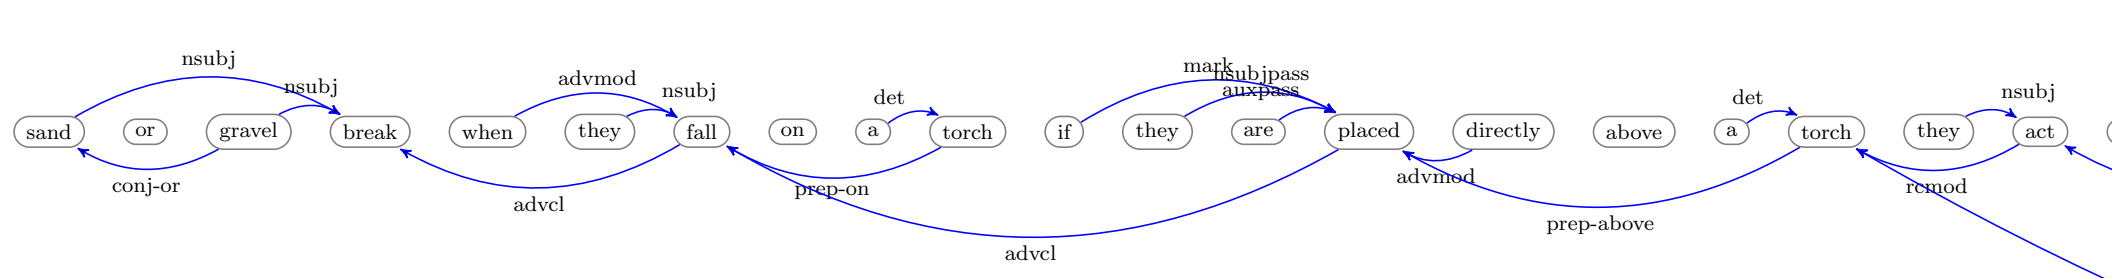 mark
nsubj nsubjpass
nsubj advmod nsubj auxpass det det nsubj
sand or gravel break when they fall on a torch if they are placed directly above a torch they act
conj-or advcl prep-on advmod rcmod
advcl prep-above